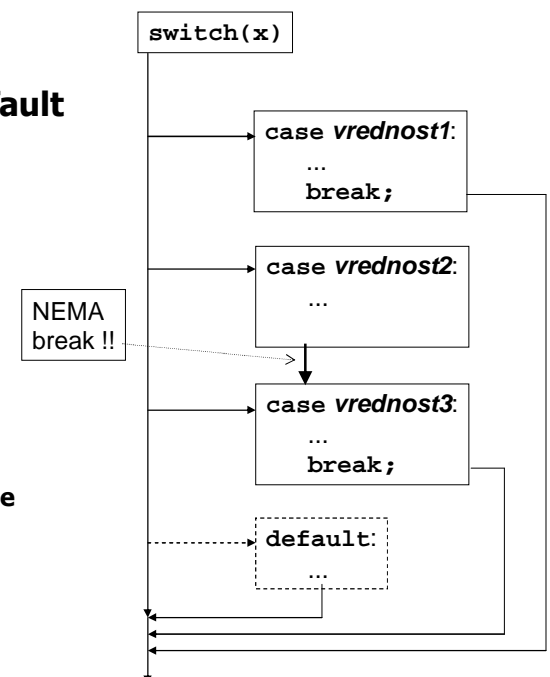 switch(x)
ault
case vrednost1:
...
break;
case vrednost2:
...
NEMA
break !!
case vrednost3:
...
break;
e
default:
...